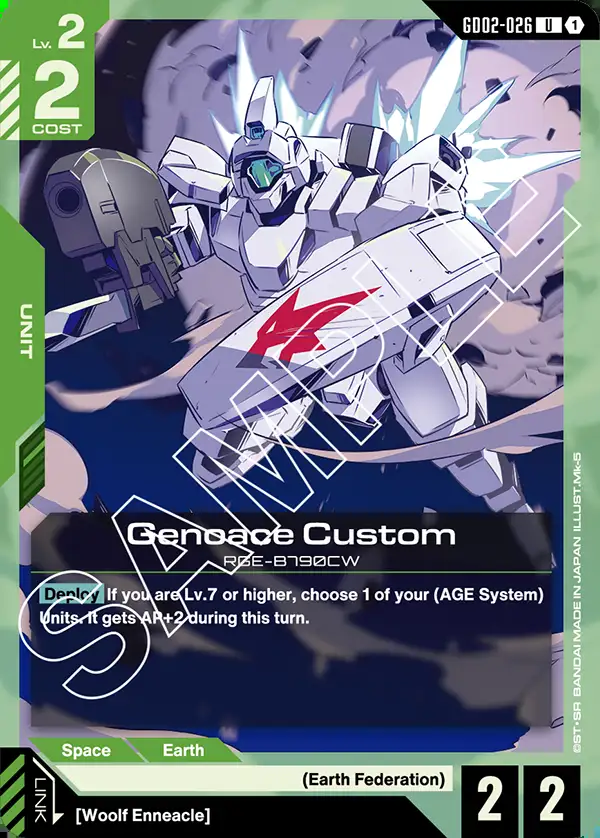 GD02-026 U 1
Lv. 2
2
COST
UNIT
SAMPLE
Genoace Custom
RGE-B790CW
Deploy If you are Lv.7 or higher, choose 1 of your (AGE System)
Units. It gets AP+2 during this turn.
©ST・SR BANDAI MADE IN JAPAN ILLUST.Mk-5
Space Earth
(Earth Federation)
LINK
[Woolf Enneacle]
2 2